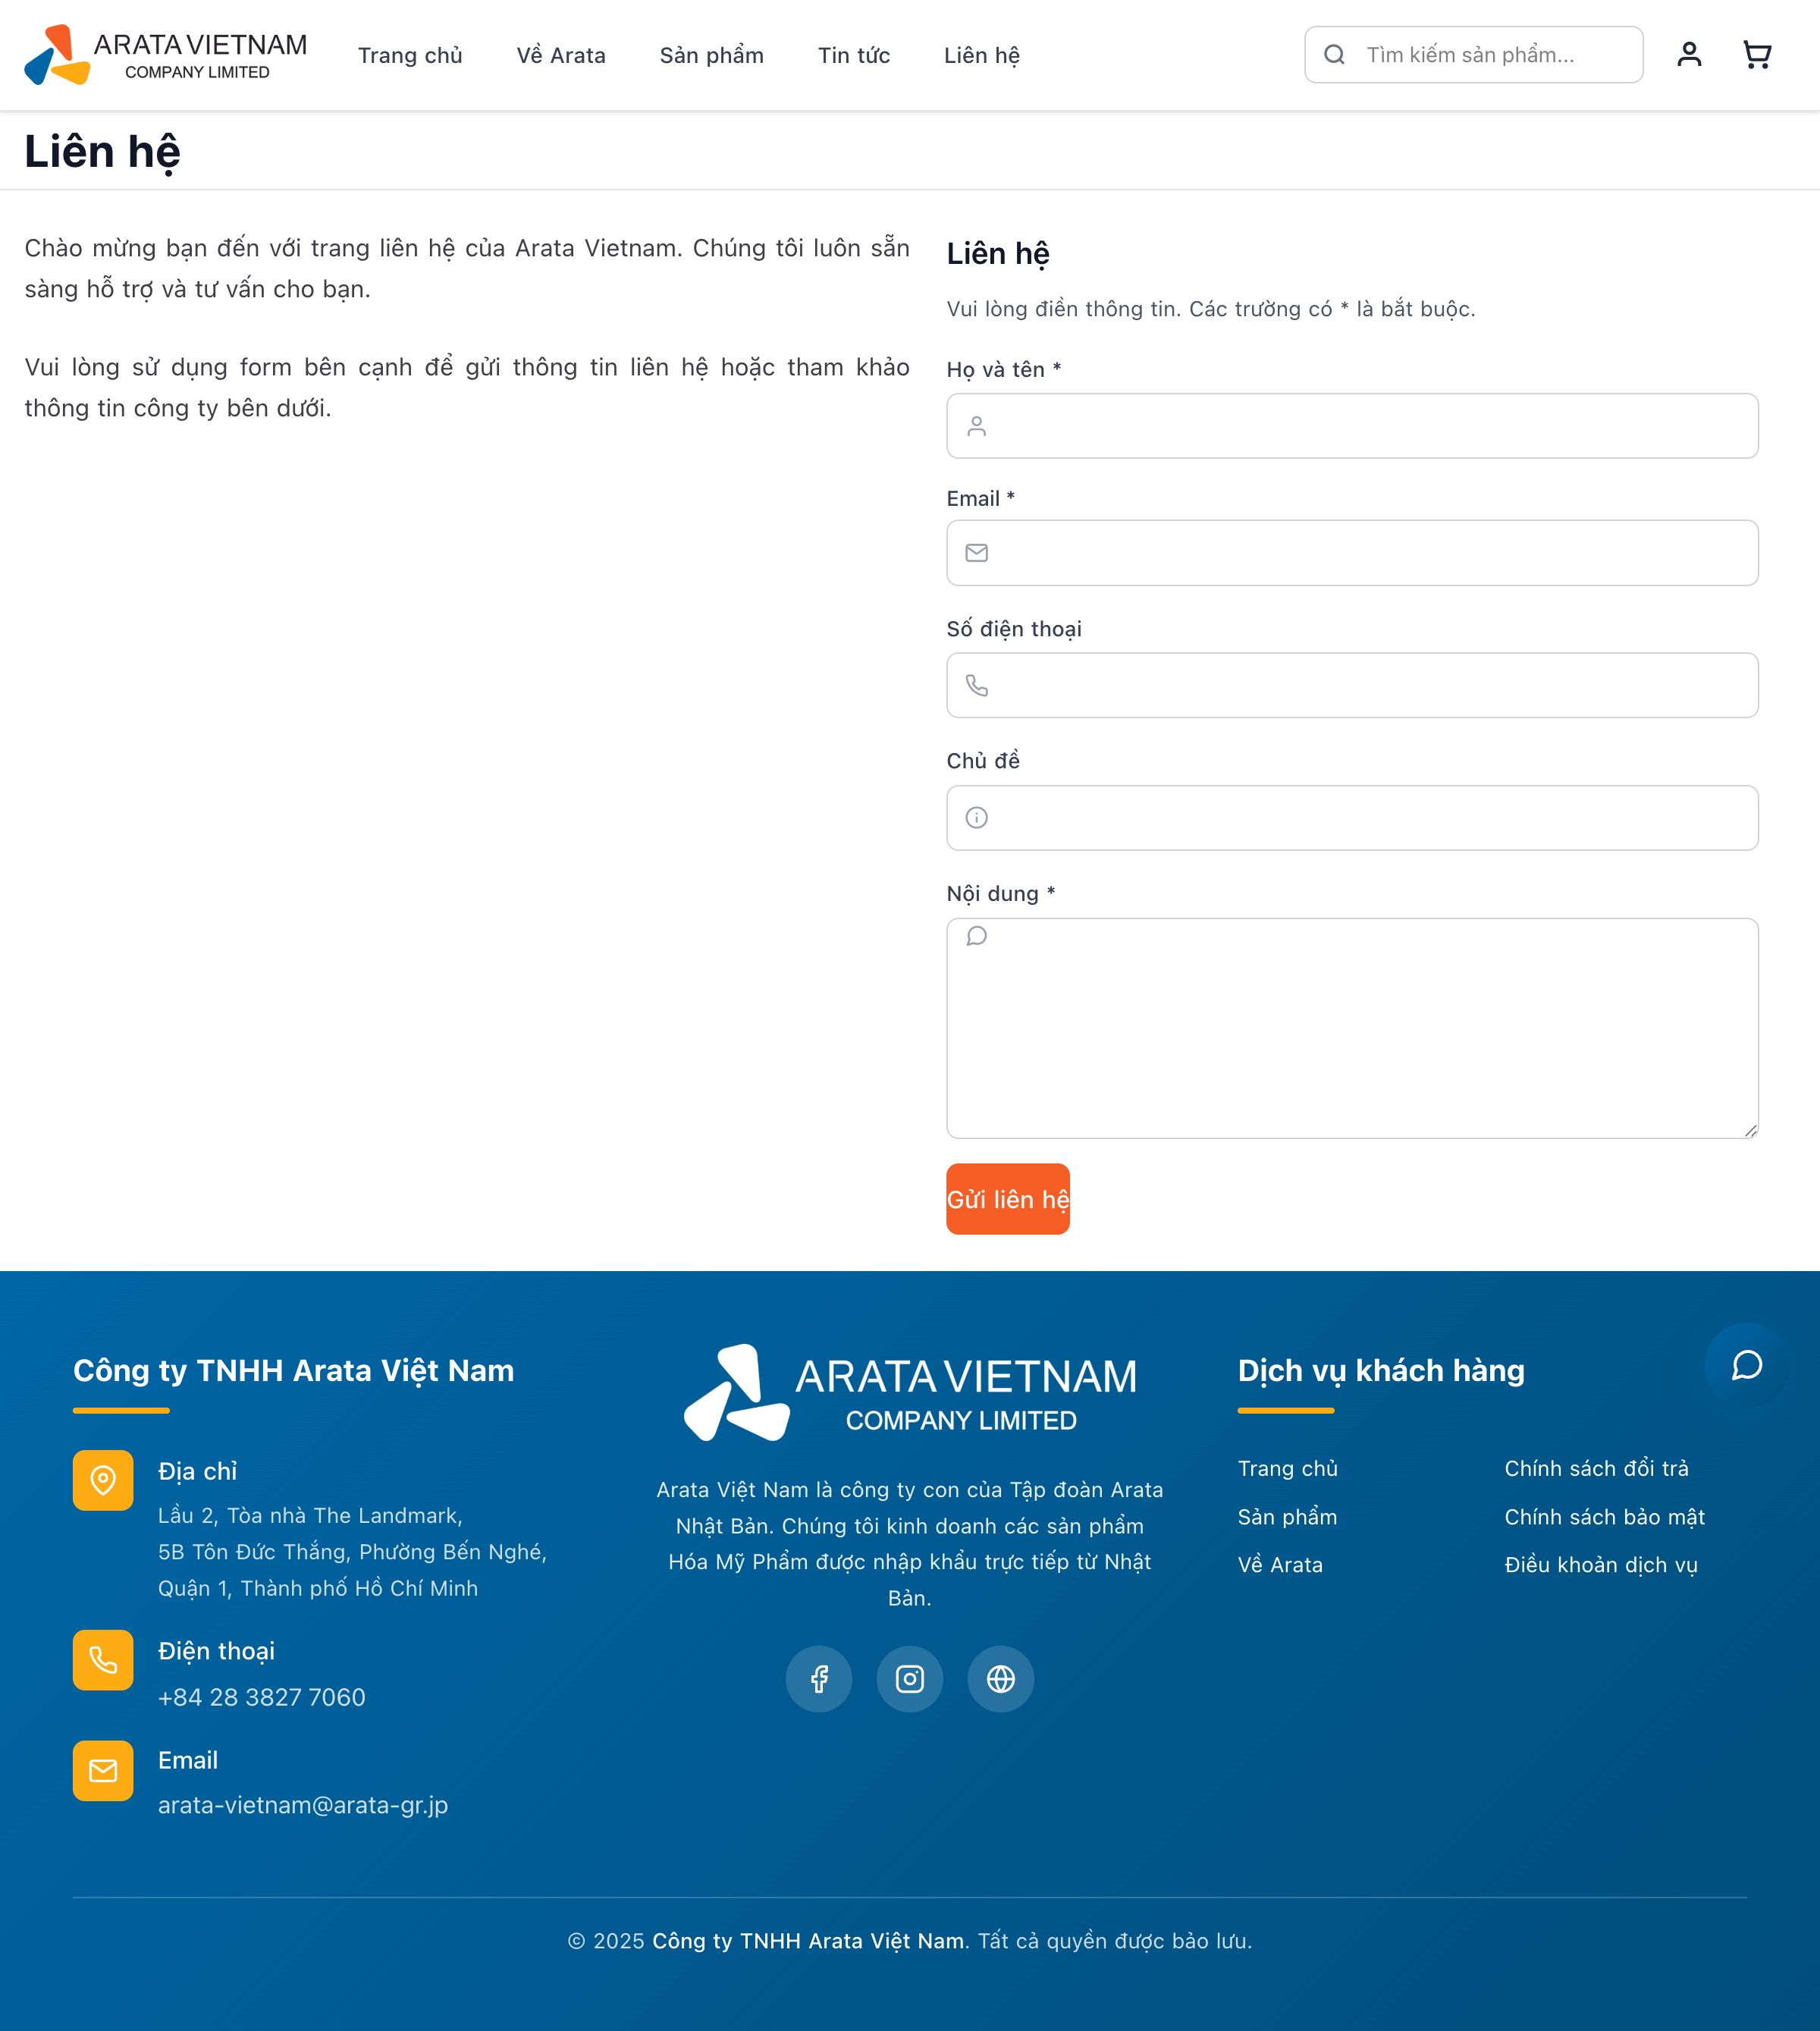 ARATA VIETNAM
COMPANY LIMITED
Trang chủ
Về Arata
Sản phẩm
Tin tức
Liên hệ
Tìm kiếm sản phẩm...
Liên hệ
Chào mừng bạn đến với trang liên hệ của Arata Vietnam. Chúng tôi luôn sẵn
sàng hỗ trợ và tư vấn cho bạn.
Vui lòng sử dụng form bên cạnh để gửi thông tin liên hệ hoặc tham khảo
thông tin công ty bên dưới.
Liên hệ
Vui lòng điền thông tin. Các trường có * là bắt buộc.
Họ và tên *
Email *
Số điện thoại
Chủ đề
Nội dung *
Gửi liên hệ
Công ty TNHH Arata Việt Nam
Địa chỉ
Lầu 2, Tòa nhà The Landmark,
5B Tôn Đức Thắng, Phường Bến Nghé,
Quận 1, Thành phố Hồ Chí Minh
Điện thoại
+84 28 3827 7060
Email
arata-vietnam@arata-gr.jp
ARATA VIETNAM
COMPANY LIMITED
Arata Việt Nam là công ty con của Tập đoàn Arata
Nhật Bản. Chúng tôi kinh doanh các sản phẩm
Hóa Mỹ Phẩm được nhập khẩu trực tiếp từ Nhật
Bản.
Dịch vụ khách hàng
Trang chủ
Sản phẩm
Về Arata
Chính sách đổi trả
Chính sách bảo mật
Điều khoản dịch vụ
© 2025 Công ty TNHH Arata Việt Nam. Tất cả quyền được bảo lưu.